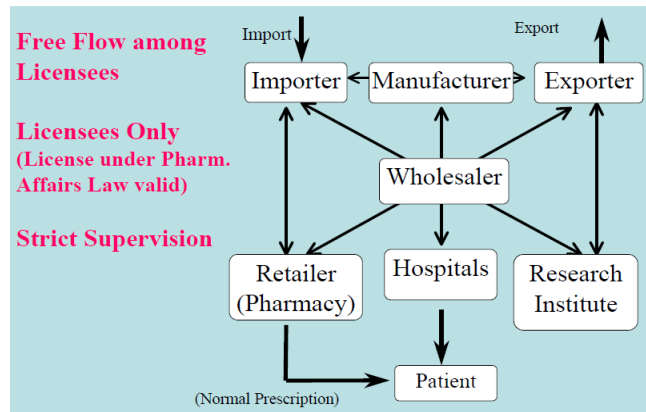 Free Flow among
Licensees
Licensees Only
(License under Pharm.
Affairs Law valid)
Strict Supervision
Import
Export
Importer
Manufacturer
Exporter
Wholesaler
Retailer
(Pharmacy)
Hospitals
Research
Institute
Patient
(Normal Prescription)